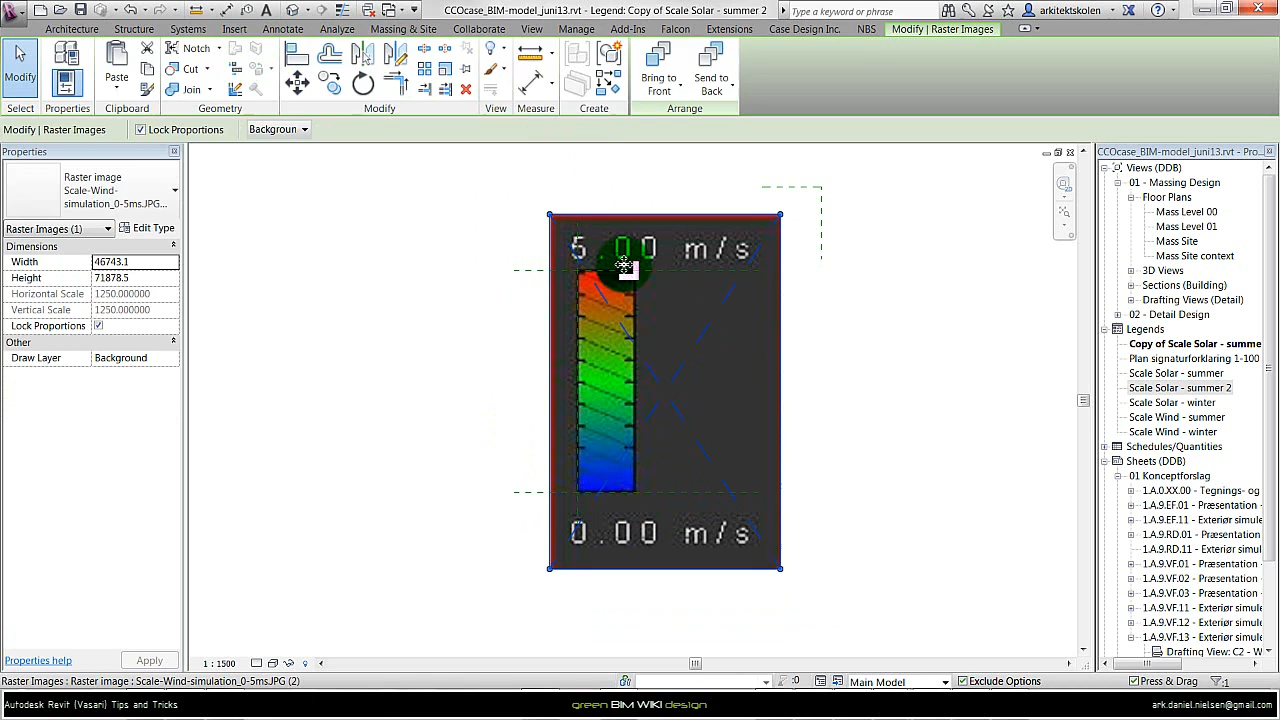 CCOcase_BIM-model_juni13.rvt - Legend: Copy of Scale Solar - summer 2
Type a keyword or phrase
arkitektskolen
Architecture Structure Systems Insert Annotate Analyze Massing & Site Collaborate View Manage Add-Ins Falcon Extensions Case Design Inc. NBS Modify | Raster Images
Modify
Paste
Notch
Cut
Join
Bring to Front
Send to Back
Select Properties Clipboard Geometry Modify View Measure Create Arrange
Modify | Raster Images
Lock Proportions
Backgroun
Properties
Raster image
Scale-Wind-
simulation_0-5ms.JPG...
Raster Images (1)
Edit Type
Dimensions
Width 46743.1
Height 71878.5
Horizontal Scale 1250.000000
Vertical Scale 1250.000000
Lock Proportions
Other
Draw Layer Background
Properties help
Apply
5.00 m/s
0.00 m/s
1 : 1500
CCOcase_BIM-model_juni13.rvt - Pro...
Views (DDB)
01 - Massing Design
Floor Plans
Mass Level 00
Mass Level 01
Mass Site
Mass Site context
3D Views
Sections (Building)
Drafting Views (Detail)
02 - Detail Design
Legends
Copy of Scale Solar - summe
Plan signaturforklaring 1-100
Scale Solar - summer
Scale Solar - summer 2
Scale Solar - winter
Scale Wind - summer
Scale Wind - winter
Schedules/Quantities
Sheets (DDB)
01 Konceptforslag
1.A.0.XX.00 - Tegnings- og
1.A.9.EF.01 - Præsentation
1.A.9.EF.11 - Exteriør simule
1.A.9.RD.01 - Præsentation
1.A.9.RD.11 - Exteriør simul
1.A.9.VF.01 - Præsentation
1.A.9.VF.02 - Præsentation
1.A.9.VF.03 - Præsentation
1.A.9.VF.11 - Exteriør simule
1.A.9.VF.12 - Exteriør simule
1.A.9.VF.13 - Exteriør simule
Drafting View: C2 - W
Raster Images : Raster image : Scale-Wind-simulation_0-5ms.JPG (2)
:0
Main Model
Exclude Options
Press & Drag
:1
Autodesk Revit (Vasari) Tips and Tricks
green BIM WIKI design
ark.daniel.nielsen@gmail.com